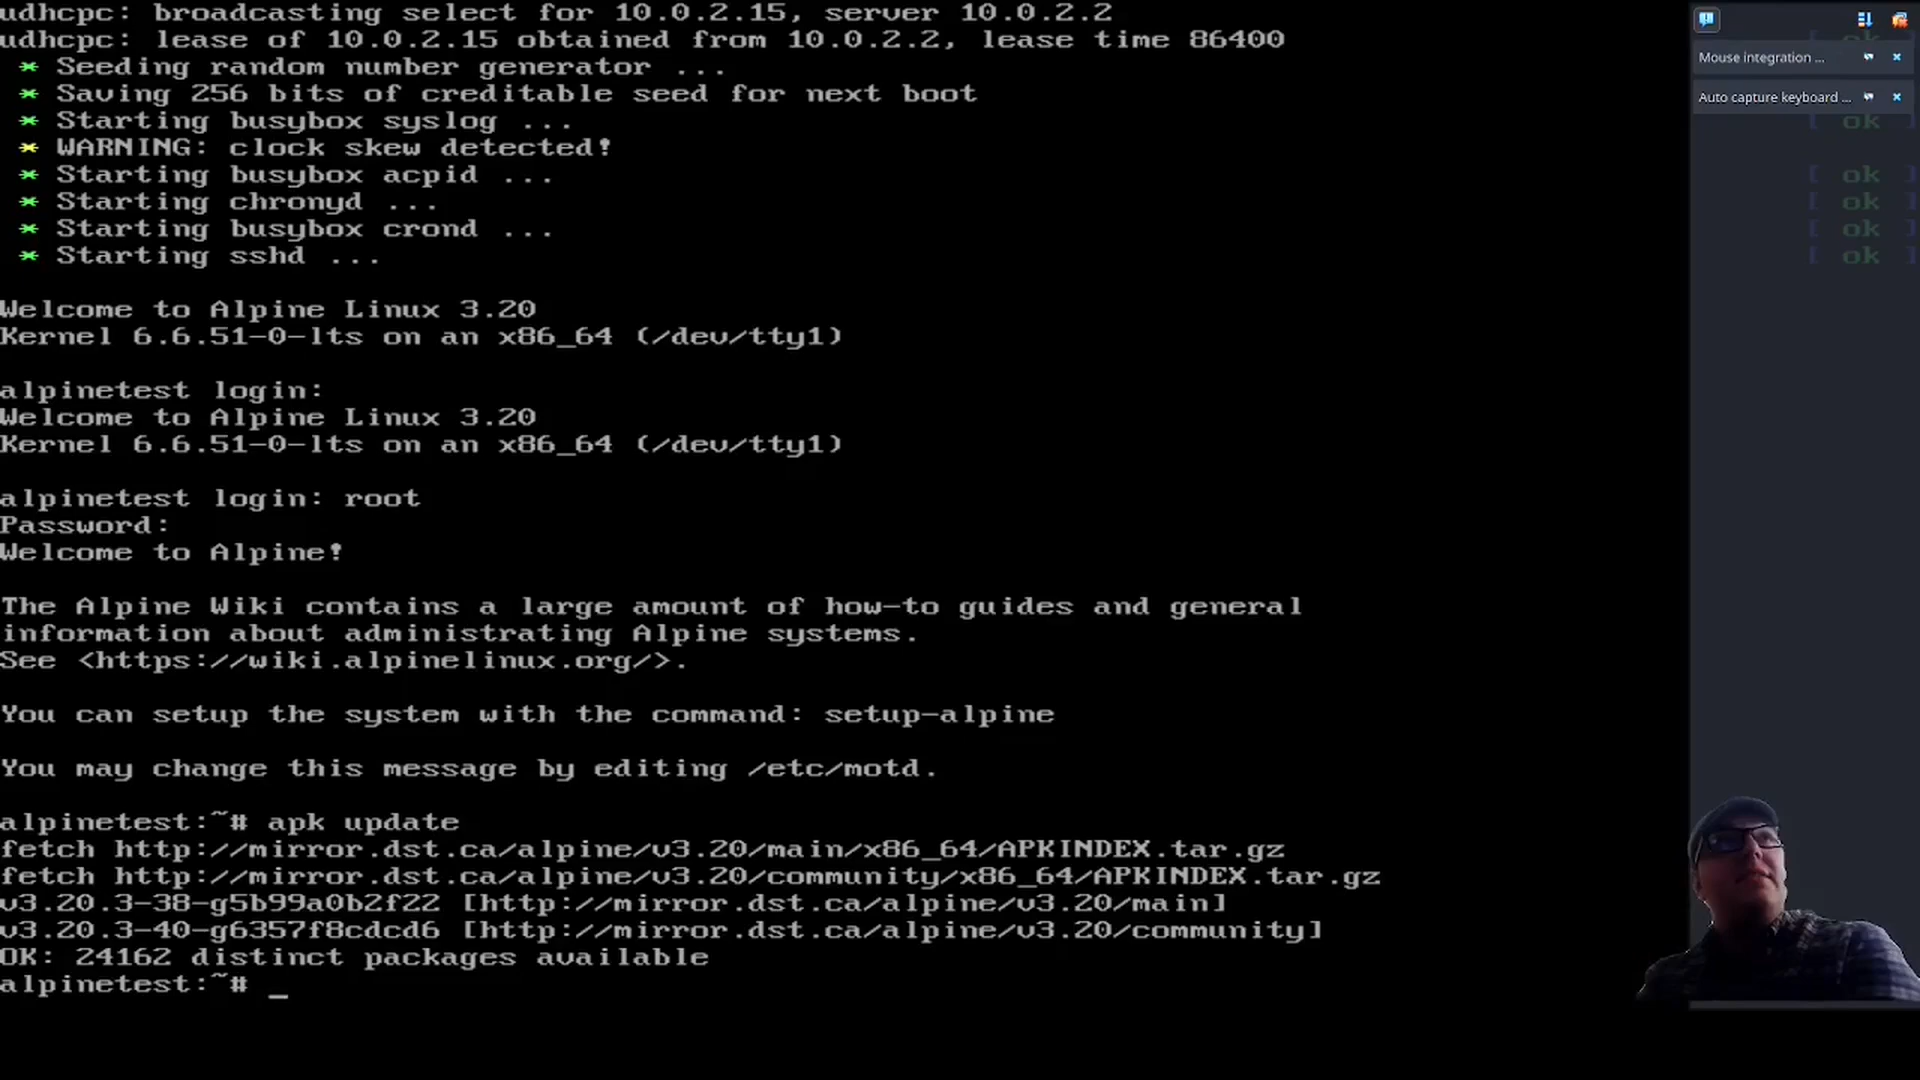 udhcpc: broadcasting select for 10.0.2.15, server 10.0.2.2
udhcpc: lease of 10.0.2.15 obtained from 10.0.2.2, lease time 86400
[ ok ]
* Seeding random number generator ...
* Saving 256 bits of creditable seed for next boot
* Starting busybox syslog ... [ ok ]
* WARNING: clock skew detected!
* Starting busybox acpid ... [ ok ]
* Starting chronyd ... [ ok ]
* Starting busybox crond ... [ ok ]
* Starting sshd ... [ ok ]
Mouse integration ...
Auto capture keyboard ...
Welcome to Alpine Linux 3.20
Kernel 6.6.51-0-lts on an x86_64 (/dev/tty1)
alpinetest login:
Welcome to Alpine Linux 3.20
Kernel 6.6.51-0-lts on an x86_64 (/dev/tty1)
alpinetest login: root
Password:
Welcome to Alpine!
The Alpine Wiki contains a large amount of how-to guides and general
information about administrating Alpine systems.
See <https://wiki.alpinelinux.org/>.
You can setup the system with the command: setup-alpine
You may change this message by editing /etc/motd.
alpinetest:~# apk update
fetch http://mirror.dst.ca/alpine/v3.20/main/x86_64/APKINDEX.tar.gz
fetch http://mirror.dst.ca/alpine/v3.20/community/x86_64/APKINDEX.tar.gz
v3.20.3-38-g5b99a0b2f22 [http://mirror.dst.ca/alpine/v3.20/main]
v3.20.3-40-g6357f8cdcd6 [http://mirror.dst.ca/alpine/v3.20/community]
OK: 24162 distinct packages available
alpinetest:~# _